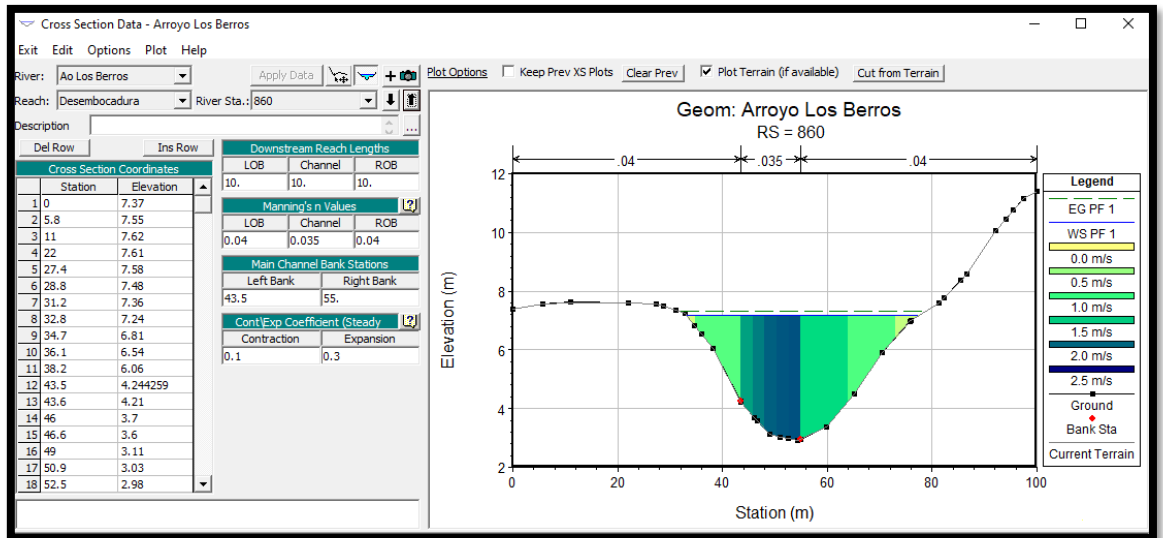 Cross Section Data - Arroyo Los Berros
Exit Edit Options Plot Help
River: Ao Los Berros Apply Data Plot Options Keep Prev XS Plots Clear Prev Plot Terrain (if available) Cut from Terrain
Reach: Desembocadura River Sta.: 860
Description ...
Del Row Ins Row
Cross Section Coordinates
Station Elevation
1 0 7.37
2 5.8 7.55
3 11 7.62
4 22 7.61
5 27.4 7.58
6 28.8 7.48
7 31.2 7.36
8 32.8 7.24
9 34.7 6.81
10 36.1 6.54
11 38.2 6.06
12 43.5 4.244259
13 43.6 4.21
14 46 3.7
15 46.6 3.6
16 49 3.11
17 50.9 3.03
18 52.5 2.98
Downstream Reach Lengths
LOB Channel ROB
10. 10. 10.
Manning's n Values ?
LOB Channel ROB
0.04 0.035 0.04
Main Channel Bank Stations
Left Bank Right Bank
43.5 55.
Cont\Exp Coefficient (Steady ?
Contraction Expansion
0.1 0.3
Geom: Arroyo Los Berros
RS = 860
.04 .035 .04
12
10
8
6
4
2
Elevation (m)
0 20 40 60 80 100
Station (m)
Legend
EG PF 1
WS PF 1
0.0 m/s
0.5 m/s
1.0 m/s
1.5 m/s
2.0 m/s
2.5 m/s
Ground
Bank Sta
Current Terrain